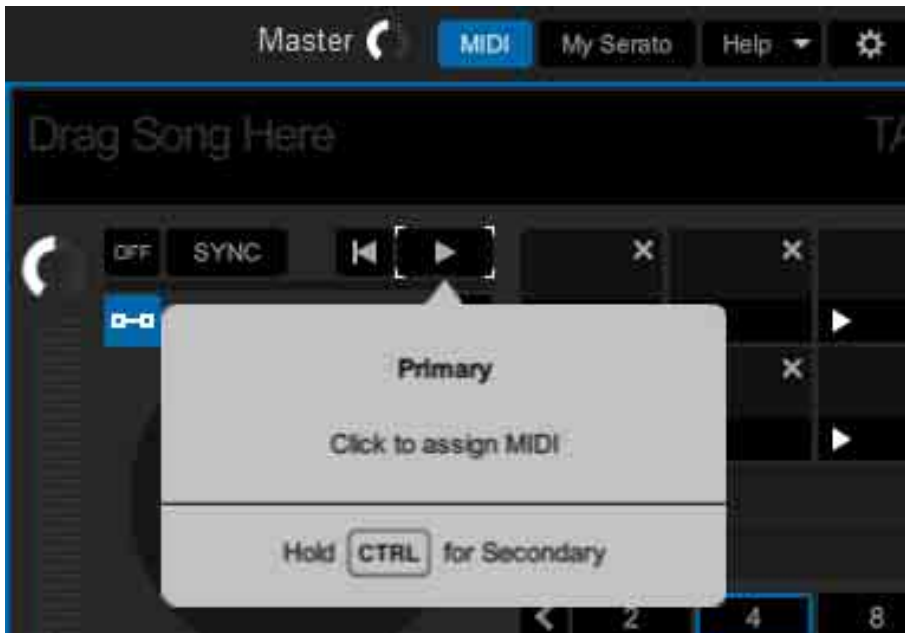 Master MIDI My Serato Help
Drag Song Here TA
OFF SYNC
Primary
Click to assign MIDI
Hold CTRL for Secondary
2 4 8